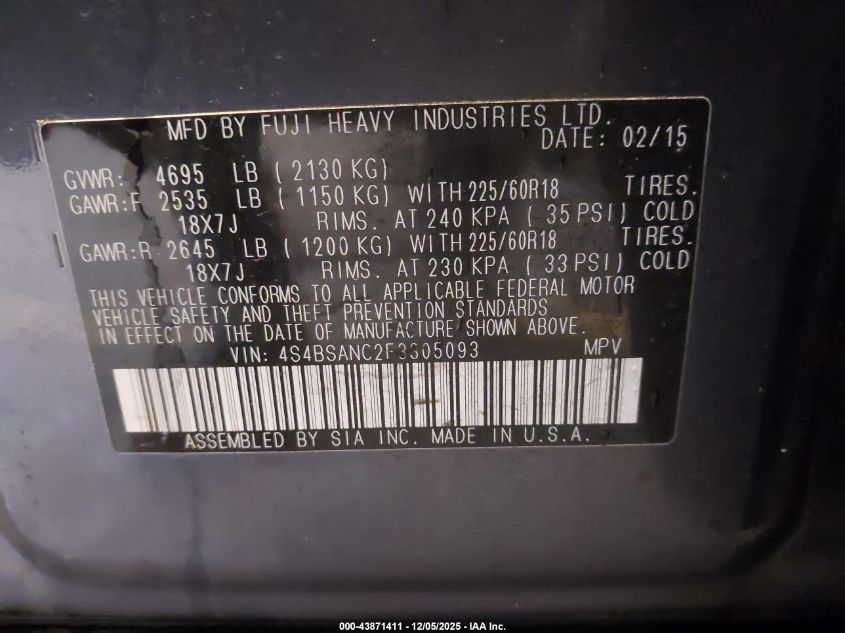 MFD BY FUJI HEAVY INDUSTRIES LTD.
DATE: 02/15
GVWR: 4695 LB ( 2130 KG)
GAWR:F 2535 LB ( 1150 KG) WITH 225/60R18 TIRES.
18X7J RIMS. AT 240 KPA ( 35 PSI) COLD
GAWR:R 2645 LB ( 1200 KG) WITH 225/60R18 TIRES.
18X7J RIMS. AT 230 KPA ( 33 PSI) COLD
THIS VEHICLE CONFORMS TO ALL APPLICABLE FEDERAL MOTOR
VEHICLE SAFETY AND THEFT PREVENTION STANDARDS
IN EFFECT ON THE DATE OF MANUFACTURE SHOWN ABOVE.
VIN: 4S4BSANC2F3305093 MPV
ASSEMBLED BY SIA INC. MADE IN U.S.A.
000-43871411 - 12/05/2025 - IAA Inc.